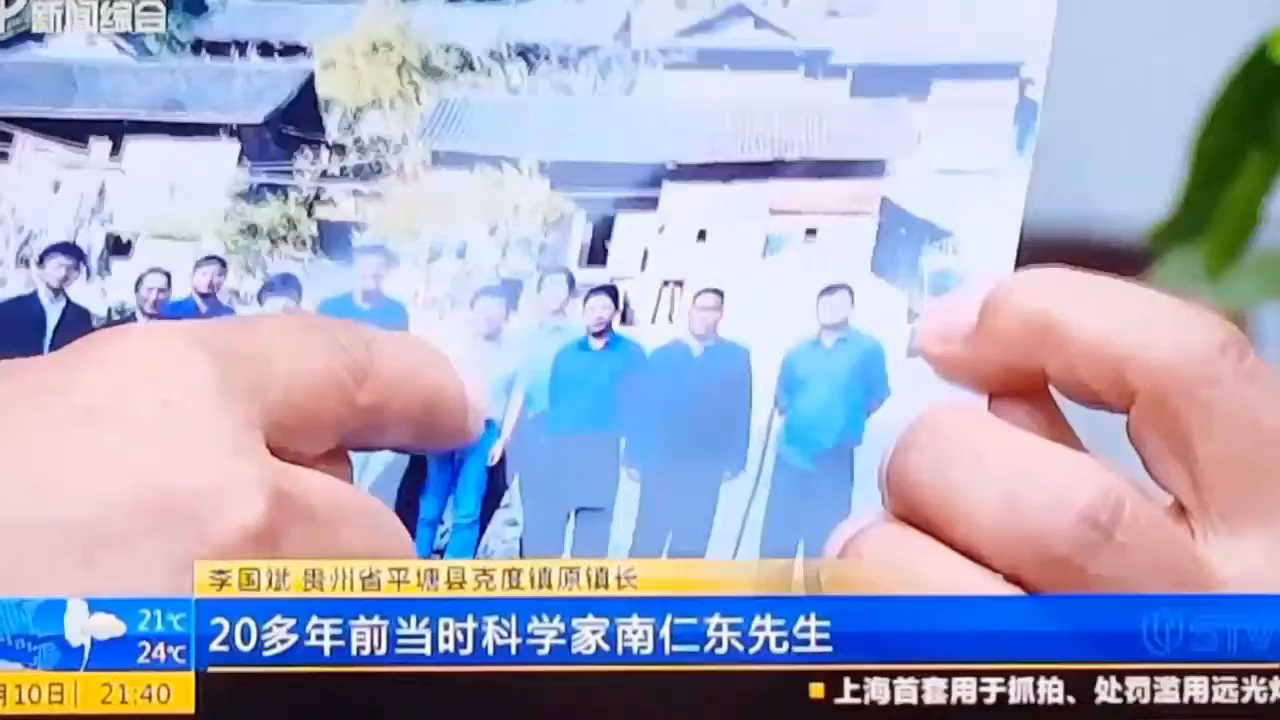 新闻综合
李国斌 贵州省平塘县克度镇原镇长
21℃
24℃
20多年前当时科学家南仁东先生
STV
月10日 21:40
上海首套用于抓拍、处罚滥用远光